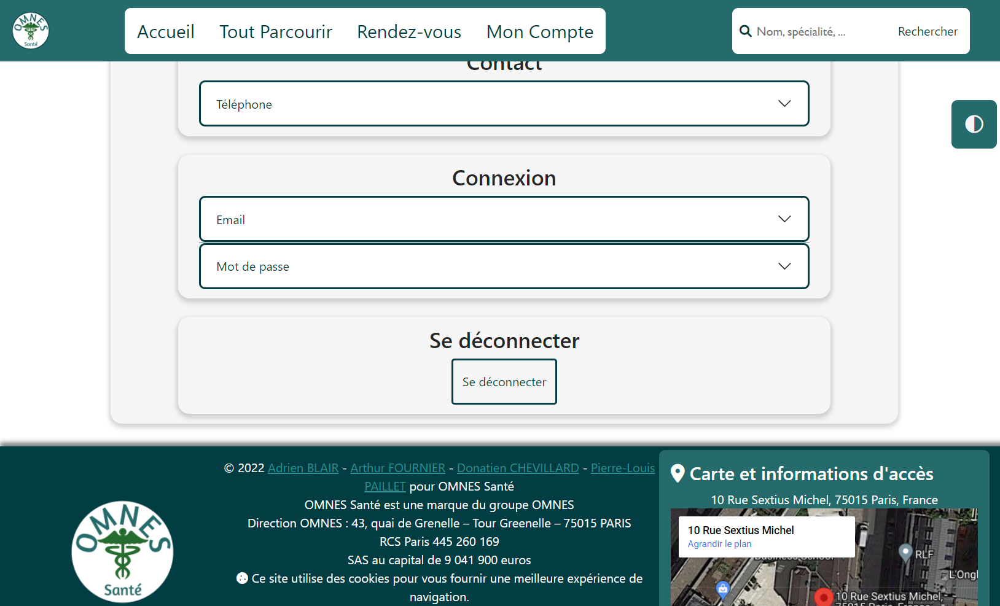 OMNES
Santé
Accueil Tout Parcourir Rendez-vous Mon Compte
Nom, spécialité, ... Rechercher
Contact
Téléphone
Connexion
Email
Mot de passe
Se déconnecter
Se déconnecter
© 2022 Adrien BLAIR - Arthur FOURNIER - Donatien CHEVILLARD - Pierre-Louis
PAILLET pour OMNES Santé
OMNES Santé est une marque du groupe OMNES
Direction OMNES : 43, quai de Grenelle – Tour Greenelle – 75015 PARIS
RCS Paris 445 260 169
SAS au capital de 9 041 900 euros
Ce site utilise des cookies pour vous fournir une meilleure expérience de
navigation.
OMNES
Santé
Carte et informations d'accès
10 Rue Sextius Michel, 75015 Paris, France
10 Rue Sextius Michel
Agrandir le plan
Business School
RLF
L'Ongl
10 Rue Sextius Michel,
75015 Paris, France